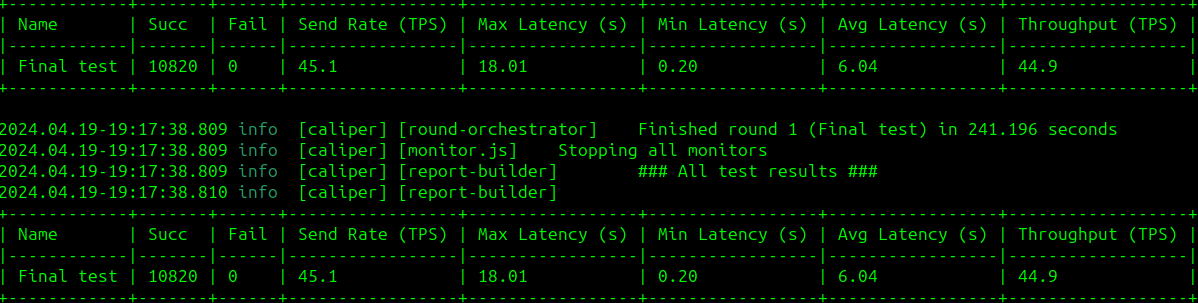 +-------------+-------+------+-----------------+-----------------+-----------------+-----------------+------------------+
| Name        | Succ  | Fail | Send Rate (TPS) | Max Latency (s) | Min Latency (s) | Avg Latency (s) | Throughput (TPS) |
|-------------|-------|------|-----------------|-----------------|-----------------|-----------------|------------------|
| Final test | 10820 | 0    | 45.1            | 18.01           | 0.20            | 6.04            | 44.9             |
+-------------+-------+------+-----------------+-----------------+-----------------+-----------------+------------------+
2024.04.19-19:17:38.809 info  [caliper] [round-orchestrator]    Finished round 1 (Final test) in 241.196 seconds
2024.04.19-19:17:38.809 info  [caliper] [monitor.js]    Stopping all monitors
2024.04.19-19:17:38.809 info  [caliper] [report-builder]        ### All test results ###
2024.04.19-19:17:38.810 info  [caliper] [report-builder]
+-------------+-------+------+-----------------+-----------------+-----------------+-----------------+------------------+
| Name        | Succ  | Fail | Send Rate (TPS) | Max Latency (s) | Min Latency (s) | Avg Latency (s) | Throughput (TPS) |
|-------------|-------|------|-----------------|-----------------|-----------------|-----------------|------------------|
| Final test | 10820 | 0    | 45.1            | 18.01           | 0.20            | 6.04            | 44.9             |
+-------------+-------+------+-----------------+-----------------+-----------------+-----------------+------------------+